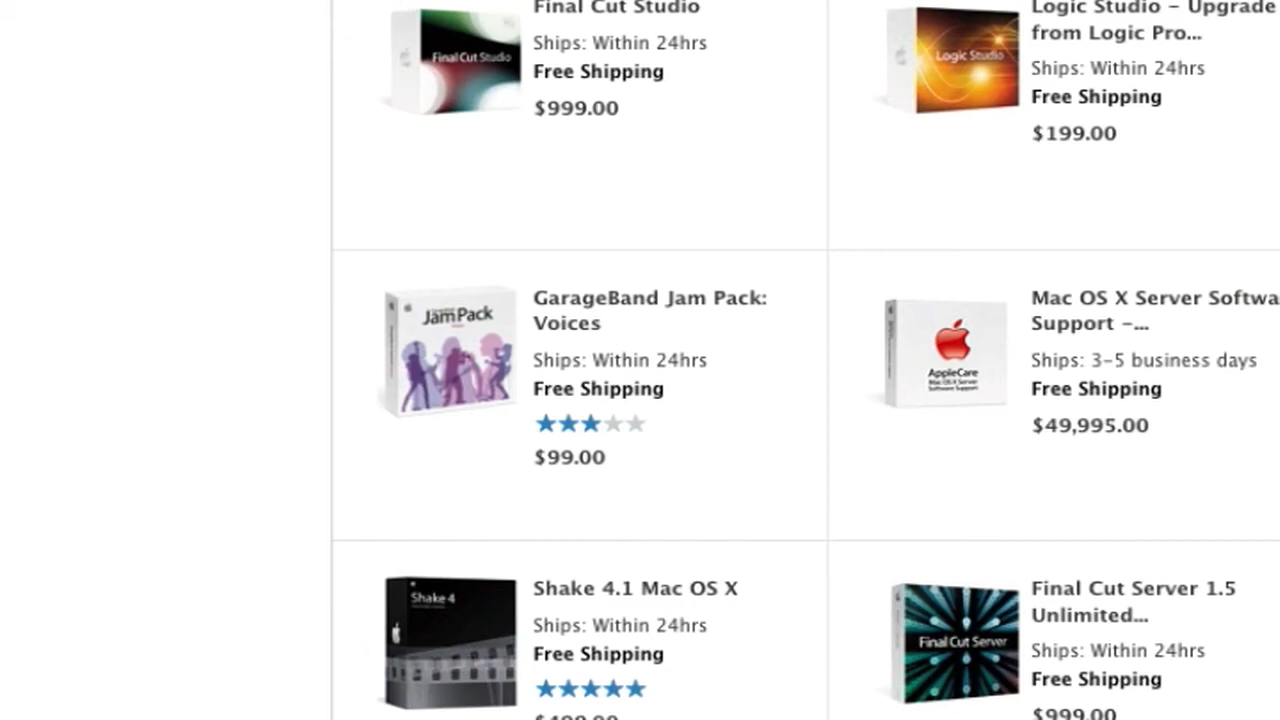 Final Cut Studio
Final Cut Studio
Ships: Within 24hrs
Free Shipping
$999.00
Logic Studio
Logic Studio - Upgrade
from Logic Pro...
Ships: Within 24hrs
Free Shipping
$199.00
JamPack
GarageBand Jam Pack:
Voices
Ships: Within 24hrs
Free Shipping
$99.00
AppleCare
Mac OS X Server
Software Support
Mac OS X Server Softwa
Support -...
Ships: 3-5 business days
Free Shipping
$49,995.00
Shake 4
Shake 4.1 Mac OS X
Ships: Within 24hrs
Free Shipping
Final Cut Server
Final Cut Server 1.5
Unlimited...
Ships: Within 24hrs
Free Shipping
$999.00